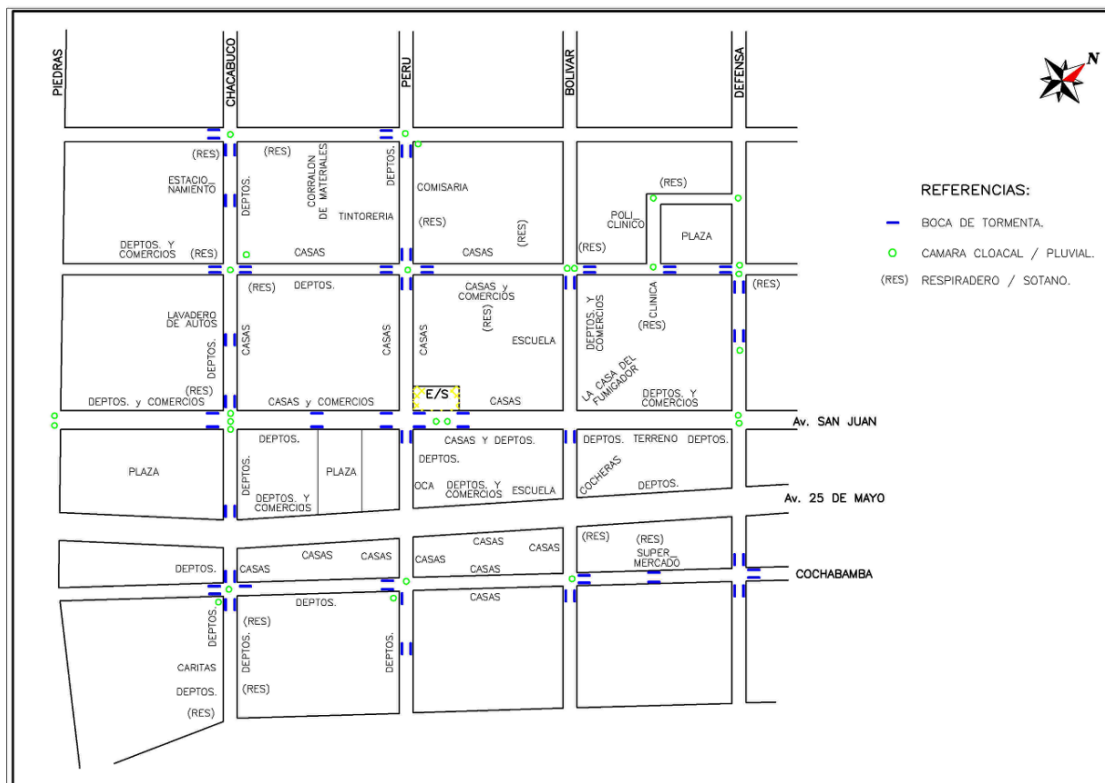 PIEDRAS
CHACABUCO
PERU
BOLIVAR
DEFENSA
N
(RES)
(RES)
ESTACIO_
NAMIENTO
DEPTOS.
CORRALON
DE MATERIALES
DEPTOS.
TINTORERIA
COMISARIA
(RES)
(RES)
(RES)
POLI_
CLINICO
(RES)
PLAZA
DEPTOS. Y
COMERCIOS
(RES)
CASAS
CASAS
REFERENCIAS:
BOCA DE TORMENTA.
CAMARA CLOACAL / PLUVIAL.
(RES) RESPIRADERO / SOTANO.
(RES)
DEPTOS.
CASAS y
COMERCIOS
(RES)
CLINICA
(RES)
(RES)
LAVADERO
DE AUTOS
DEPTOS.
CASAS
CASAS
CASAS
ESCUELA
DEPTOS. Y
COMERCIOS
LA CASA DEL
FUMIGADOR
(RES)
DEPTOS. y COMERCIOS
CASAS y COMERCIOS
E/S
CASAS
DEPTOS. Y
COMERCIOS
Av. SAN JUAN
PLAZA
DEPTOS.
DEPTOS.
PLAZA
DEPTOS. Y
COMERCIOS
CASAS Y DEPTOS.
DEPTOS.
OCA
DEPTOS. Y
COMERCIOS
ESCUELA
DEPTOS.
TERRENO
DEPTOS.
COCHERAS
DEPTOS.
Av. 25 DE MAYO
DEPTOS.
CASAS
CASAS
CASAS
CASAS
CASAS
CASAS
CASAS
(RES)
(RES)
SUPER_
MERCADO
COCHABAMBA
DEPTOS.
CARITAS
DEPTOS.
(RES)
DEPTOS.
(RES)
DEPTOS.
(RES)
DEPTOS.
CASAS